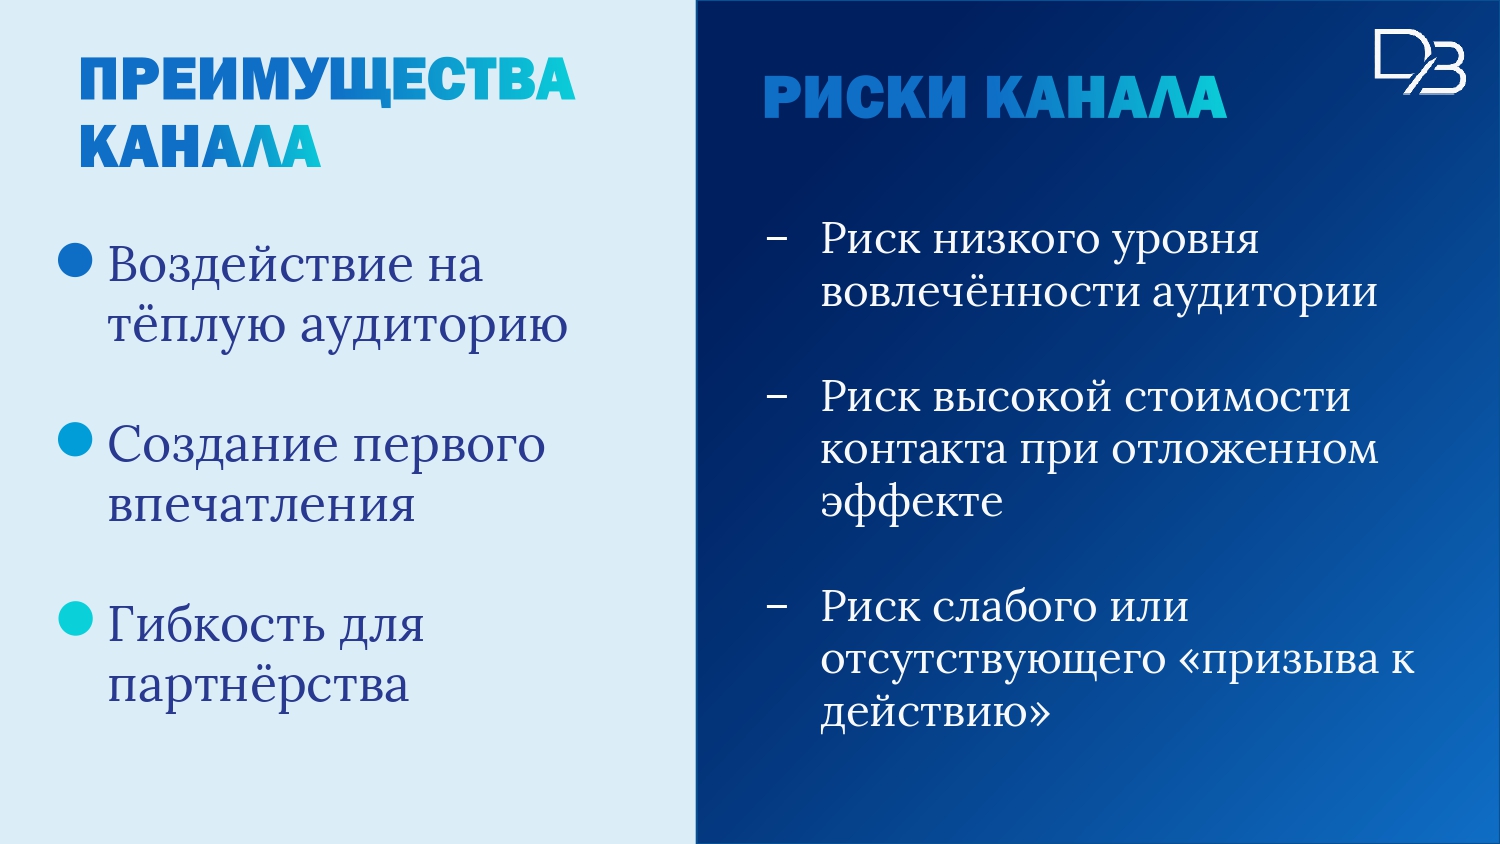 ПРЕИМУЩЕСТВА
КАНАЛА
Воздействие на
тёплую аудиторию
Создание первого
впечатления
Гибкость для
партнёрства
РИСКИ КАНАЛА
DB
– Риск низкого уровня
вовлечённости аудитории
– Риск высокой стоимости
контакта при отложенном
эффекте
– Риск слабого или
отсутствующего «призыва к
действию»